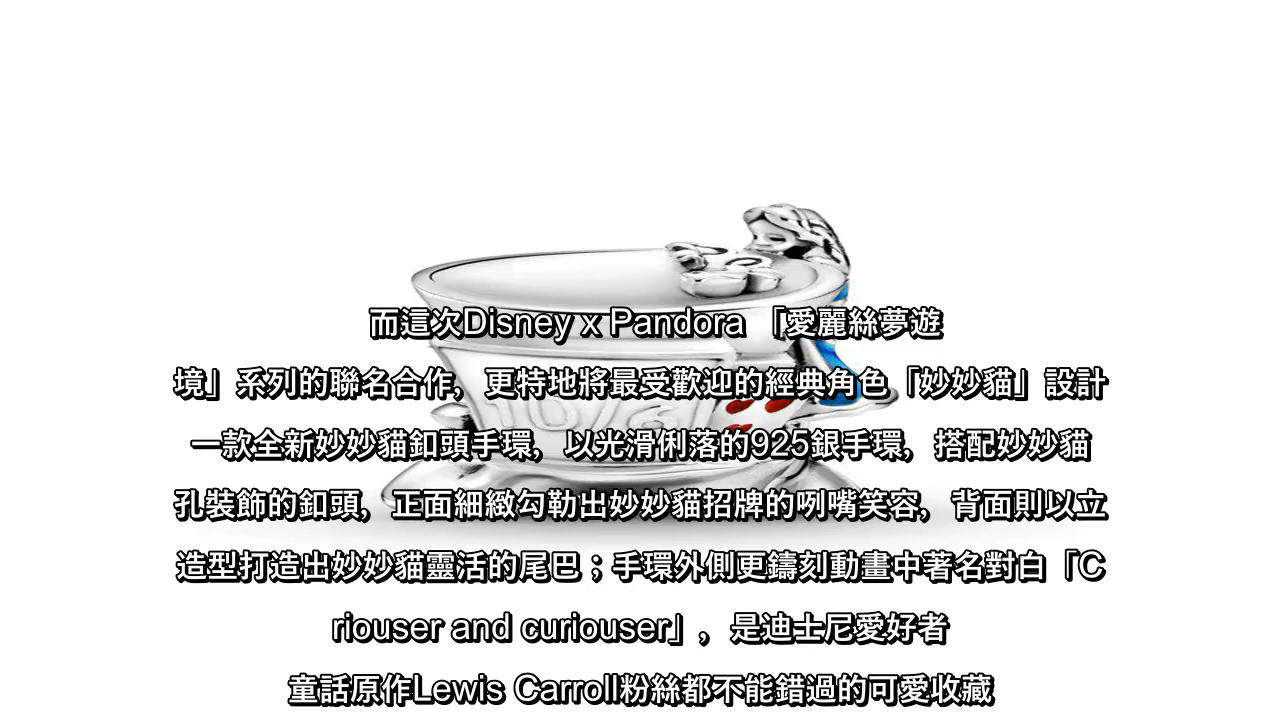 而這次Disney x Pandora 「愛麗絲夢遊
境」系列的聯名合作，更特地將最受歡迎的經典角色「妙妙貓」設計
一款全新妙妙貓釦頭手環，以光滑俐落的925銀手環，搭配妙妙貓
孔裝飾的釦頭，正面細緻勾勒出妙妙貓招牌的咧嘴笑容，背面則以立
造型打造出妙妙貓靈活的尾巴；手環外側更鑄刻動畫中著名對白「C
riouser and curiouser」，是迪士尼愛好者
童話原作Lewis Carroll粉絲都不能錯過的可愛收藏
10/6